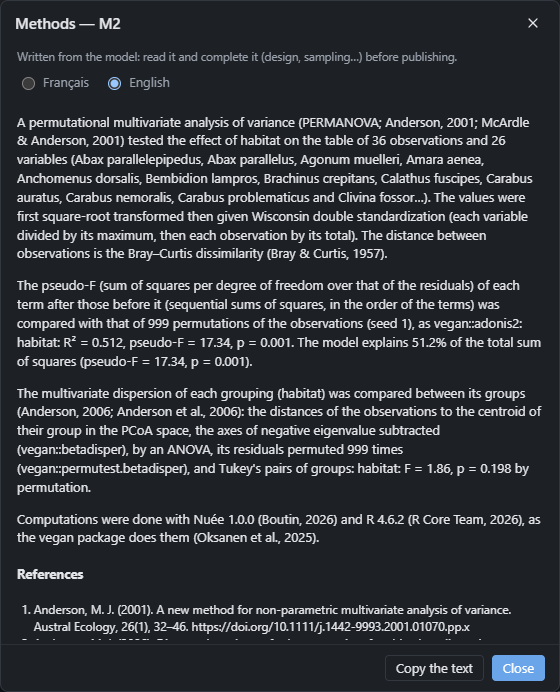 Methods — M2
Written from the model: read it and complete it (design, sampling...) before publishing.
Français English
A permutational multivariate analysis of variance (PERMANOVA; Anderson, 2001; McArdle
& Anderson, 2001) tested the effect of habitat on the table of 36 observations and 26
variables (Abax parallelepipedus, Abax parallelus, Agonum muelleri, Amara aenea,
Anchomenus dorsalis, Bembidion lampros, Brachinus crepitans, Calathus fuscipes, Carabus
auratus, Carabus nemoralis, Carabus problematicus and Clivina fossor...). The values were
first square-root transformed then given Wisconsin double standardization (each variable
divided by its maximum, then each observation by its total). The distance between
observations is the Bray–Curtis dissimilarity (Bray & Curtis, 1957).
The pseudo-F (sum of squares per degree of freedom over that of the residuals) of each
term after those before it (sequential sums of squares, in the order of the terms) was
compared with that of 999 permutations of the observations (seed 1), as vegan::adonis2:
habitat: R² = 0.512, pseudo-F = 17.34, p = 0.001. The model explains 51.2% of the total sum
of squares (pseudo-F = 17.34, p = 0.001).
The multivariate dispersion of each grouping (habitat) was compared between its groups
(Anderson, 2006; Anderson et al., 2006): the distances of the observations to the centroid of
their group in the PCoA space, the axes of negative eigenvalue subtracted
(vegan::betadisper), by an ANOVA, its residuals permuted 999 times
(vegan::permutest.betadisper), and Tukey's pairs of groups: habitat: F = 1.86, p = 0.198 by
permutation.
Computations were done with Nuée 1.0.0 (Boutin, 2026) and R 4.6.2 (R Core Team, 2026), as
the vegan package does them (Oksanen et al., 2025).
References
1. Anderson, M. J. (2001). A new method for non-parametric multivariate analysis of variance.
Austral Ecology, 26(1), 32–46. https://doi.org/10.1111/j.1442-9993.2001.01070.pp.x
Copy the text Close